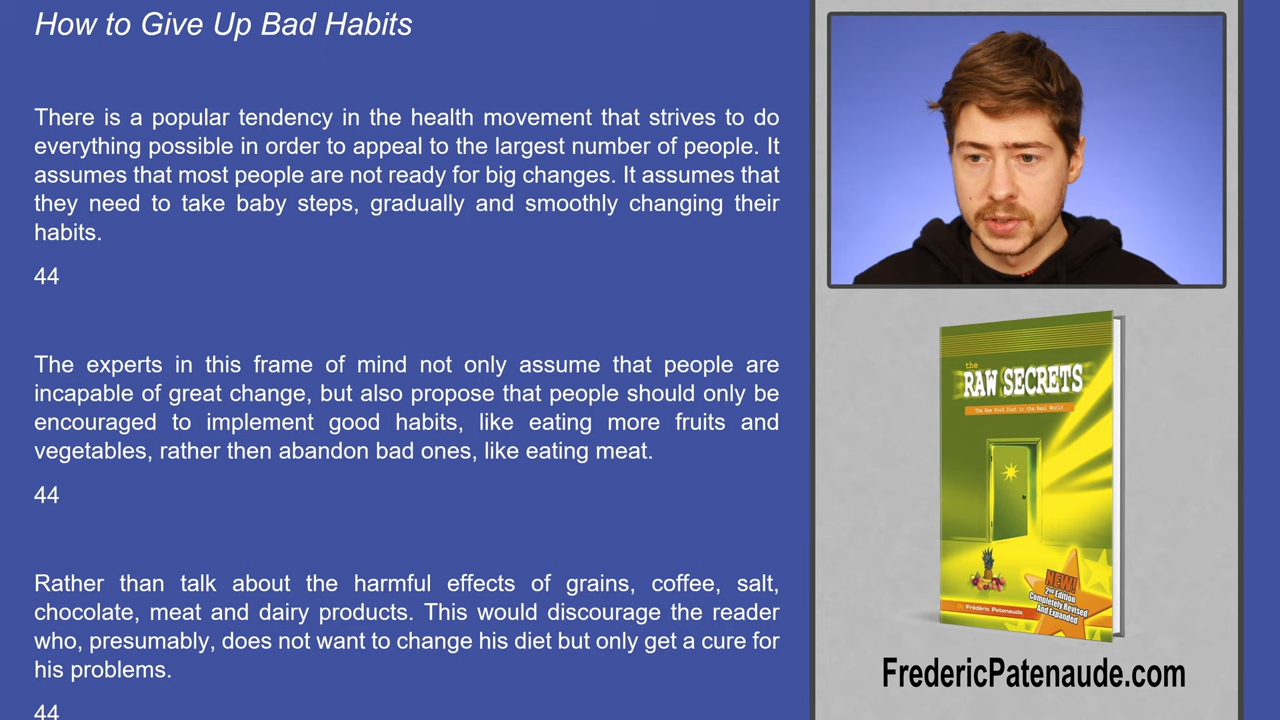 How to Give Up Bad Habits
There is a popular tendency in the health movement that strives to do
everything possible in order to appeal to the largest number of people. It
assumes that most people are not ready for big changes. It assumes that
they need to take baby steps, gradually and smoothly changing their
habits.
44
The experts in this frame of mind not only assume that people are
incapable of great change, but also propose that people should only be
encouraged to implement good habits, like eating more fruits and
vegetables, rather then abandon bad ones, like eating meat.
44
Rather than talk about the harmful effects of grains, coffee, salt,
chocolate, meat and dairy products. This would discourage the reader
who, presumably, does not want to change his diet but only get a cure for
his problems.
44
the
RAW SECRETS
The Raw Food Diet in the Real World
NEW!
2nd Edition
Completely Revised
And Expanded
By Frédéric Patenaude
FredericPatenaude.com